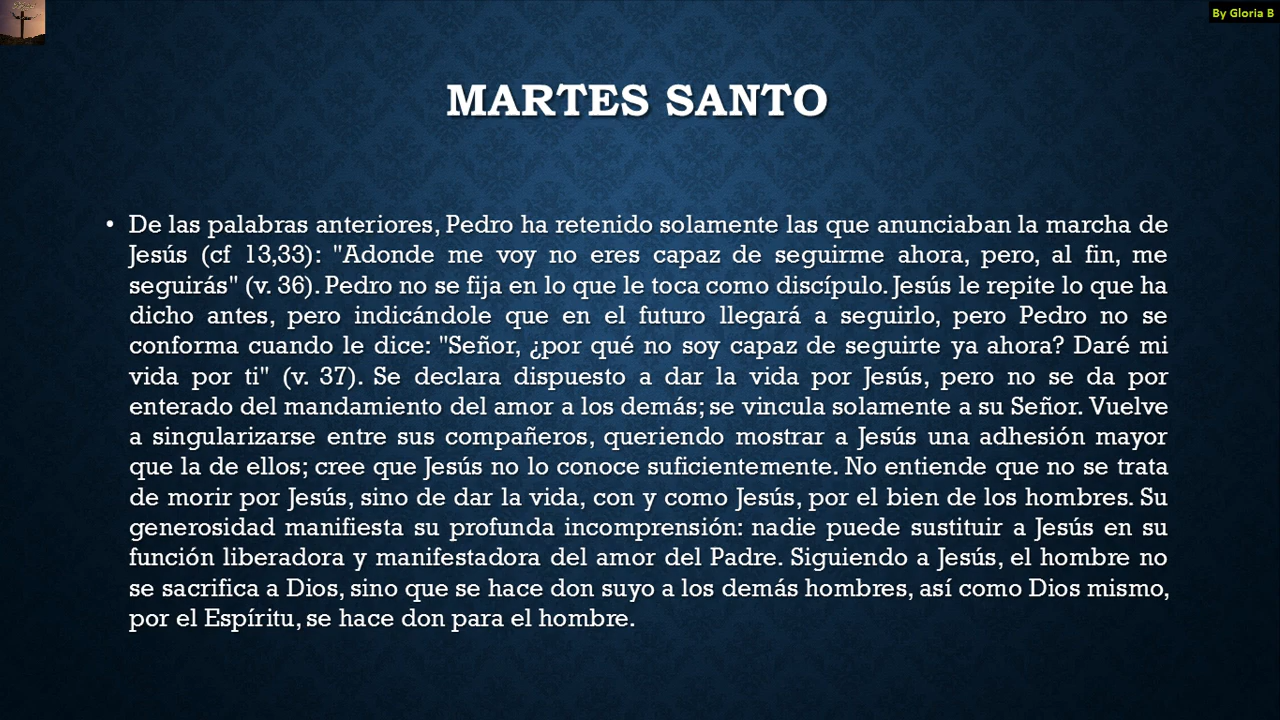 By Gloria B
MARTES SANTO
• De las palabras anteriores, Pedro ha retenido solamente las que anunciaban la marcha de
Jesús (cf 13,33): "Adonde me voy no eres capaz de seguirme ahora, pero, al fin, me
seguirás" (v. 36). Pedro no se fija en lo que le toca como discípulo. Jesús le repite lo que ha
dicho antes, pero indicándole que en el futuro llegará a seguirlo, pero Pedro no se
conforma cuando le dice: "Señor, ¿por qué no soy capaz de seguirte ya ahora? Daré mi
vida por ti" (v. 37). Se declara dispuesto a dar la vida por Jesús, pero no se da por
enterado del mandamiento del amor a los demás; se vincula solamente a su Señor. Vuelve
a singularizarse entre sus compañeros, queriendo mostrar a Jesús una adhesión mayor
que la de ellos; cree que Jesús no lo conoce suficientemente. No entiende que no se trata
de morir por Jesús, sino de dar la vida, con y como Jesús, por el bien de los hombres. Su
generosidad manifiesta su profunda incomprensión: nadie puede sustituir a Jesús en su
función liberadora y manifestadora del amor del Padre. Siguiendo a Jesús, el hombre no
se sacrifica a Dios, sino que se hace don suyo a los demás hombres, así como Dios mismo,
por el Espíritu, se hace don para el hombre.